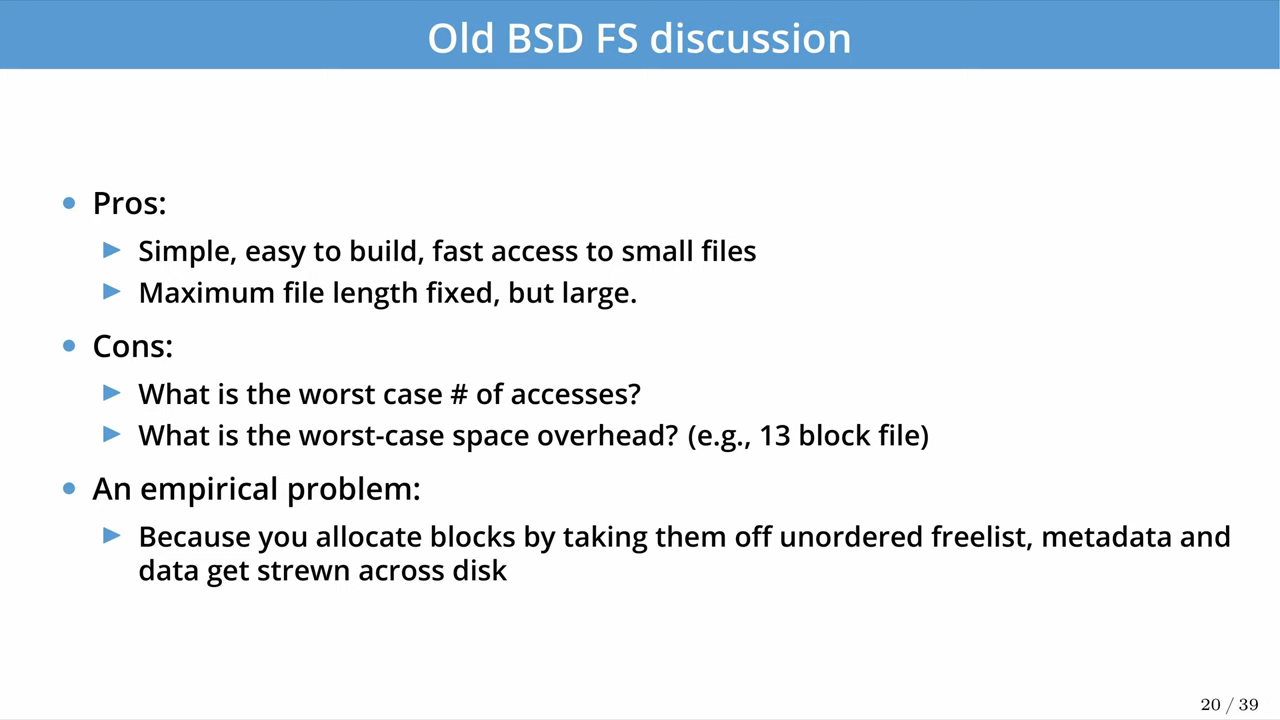 Old BSD FS discussion
• Pros:
▶ Simple, easy to build, fast access to small files
▶ Maximum file length fixed, but large.
• Cons:
▶ What is the worst case # of accesses?
▶ What is the worst-case space overhead? (e.g., 13 block file)
• An empirical problem:
▶ Because you allocate blocks by taking them off unordered freelist, metadata and
data get strewn across disk
20 / 39